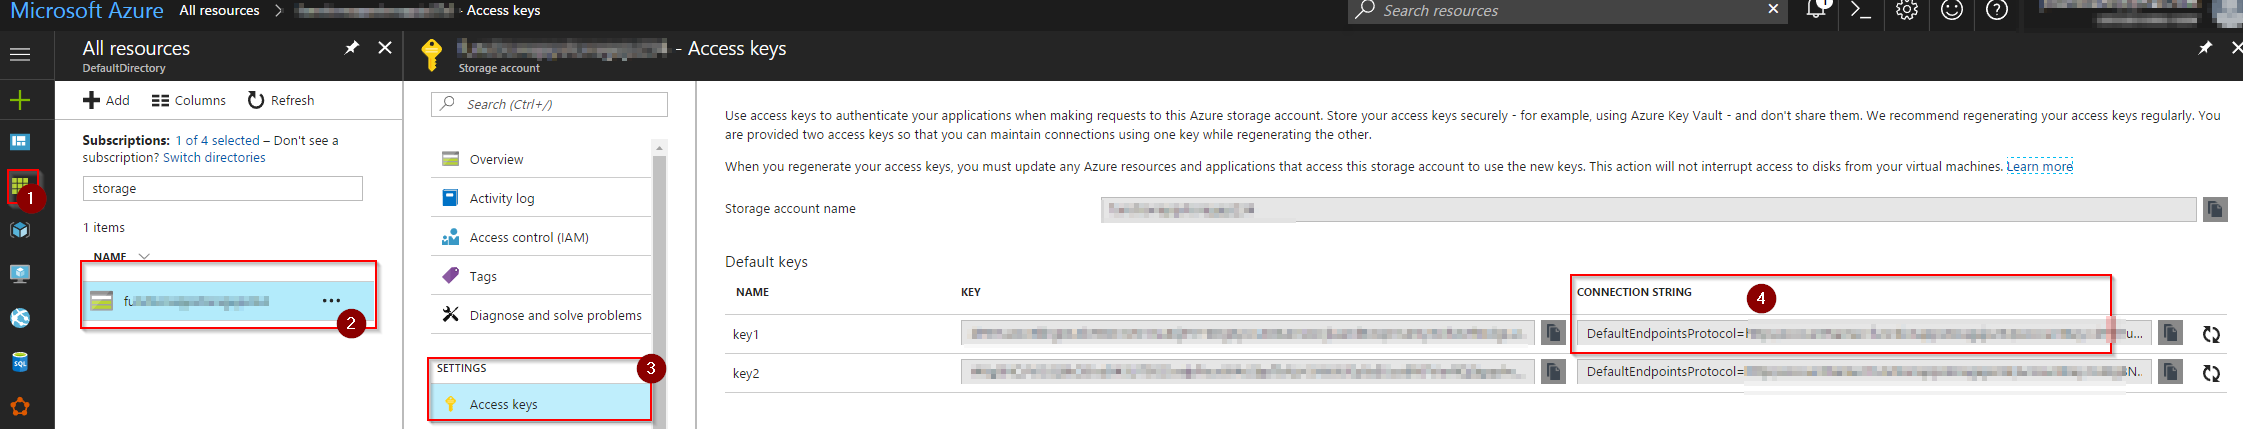 Microsoft Azure All resources > - Access keys
Search resources
1
All resources
DefaultDirectory
Add Columns Refresh
Subscriptions: 1 of 4 selected – Don't see a
subscription? Switch directories
storage
1 items
NAME
fu
...
1
2
- Access keys
Storage account
Search (Ctrl+/)
Overview
Activity log
Access control (IAM)
Tags
Diagnose and solve problems
SETTINGS
3
Access keys
Use access keys to authenticate your applications when making requests to this Azure storage account. Store your access keys securely - for example, using Azure Key Vault - and don't share them. We recommend regenerating your access keys regularly. You
are provided two access keys so that you can maintain connections using one key while regenerating the other.
When you regenerate your access keys, you must update any Azure resources and applications that access this storage account to use the new keys. This action will not interrupt access to disks from your virtual machines. Learn more
Storage account name
Default keys
NAME KEY CONNECTION STRING
4
key1 DefaultEndpointsProtocol= u...
key2 DefaultEndpointsProtocol= 3N...
SQL